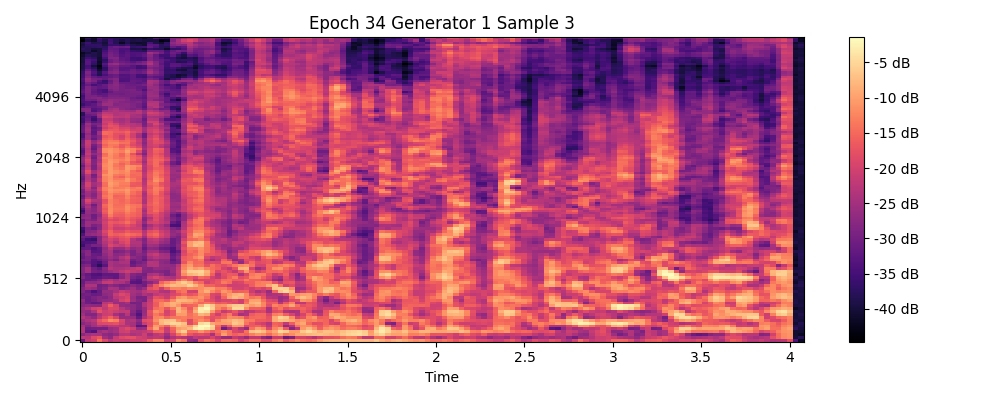 Epoch 34 Generator 1 Sample 3
Hz
4096
2048
1024
512
0
0 0.5 1 1.5 2 2.5 3 3.5 4
Time
-5 dB
-10 dB
-15 dB
-20 dB
-25 dB
-30 dB
-35 dB
-40 dB